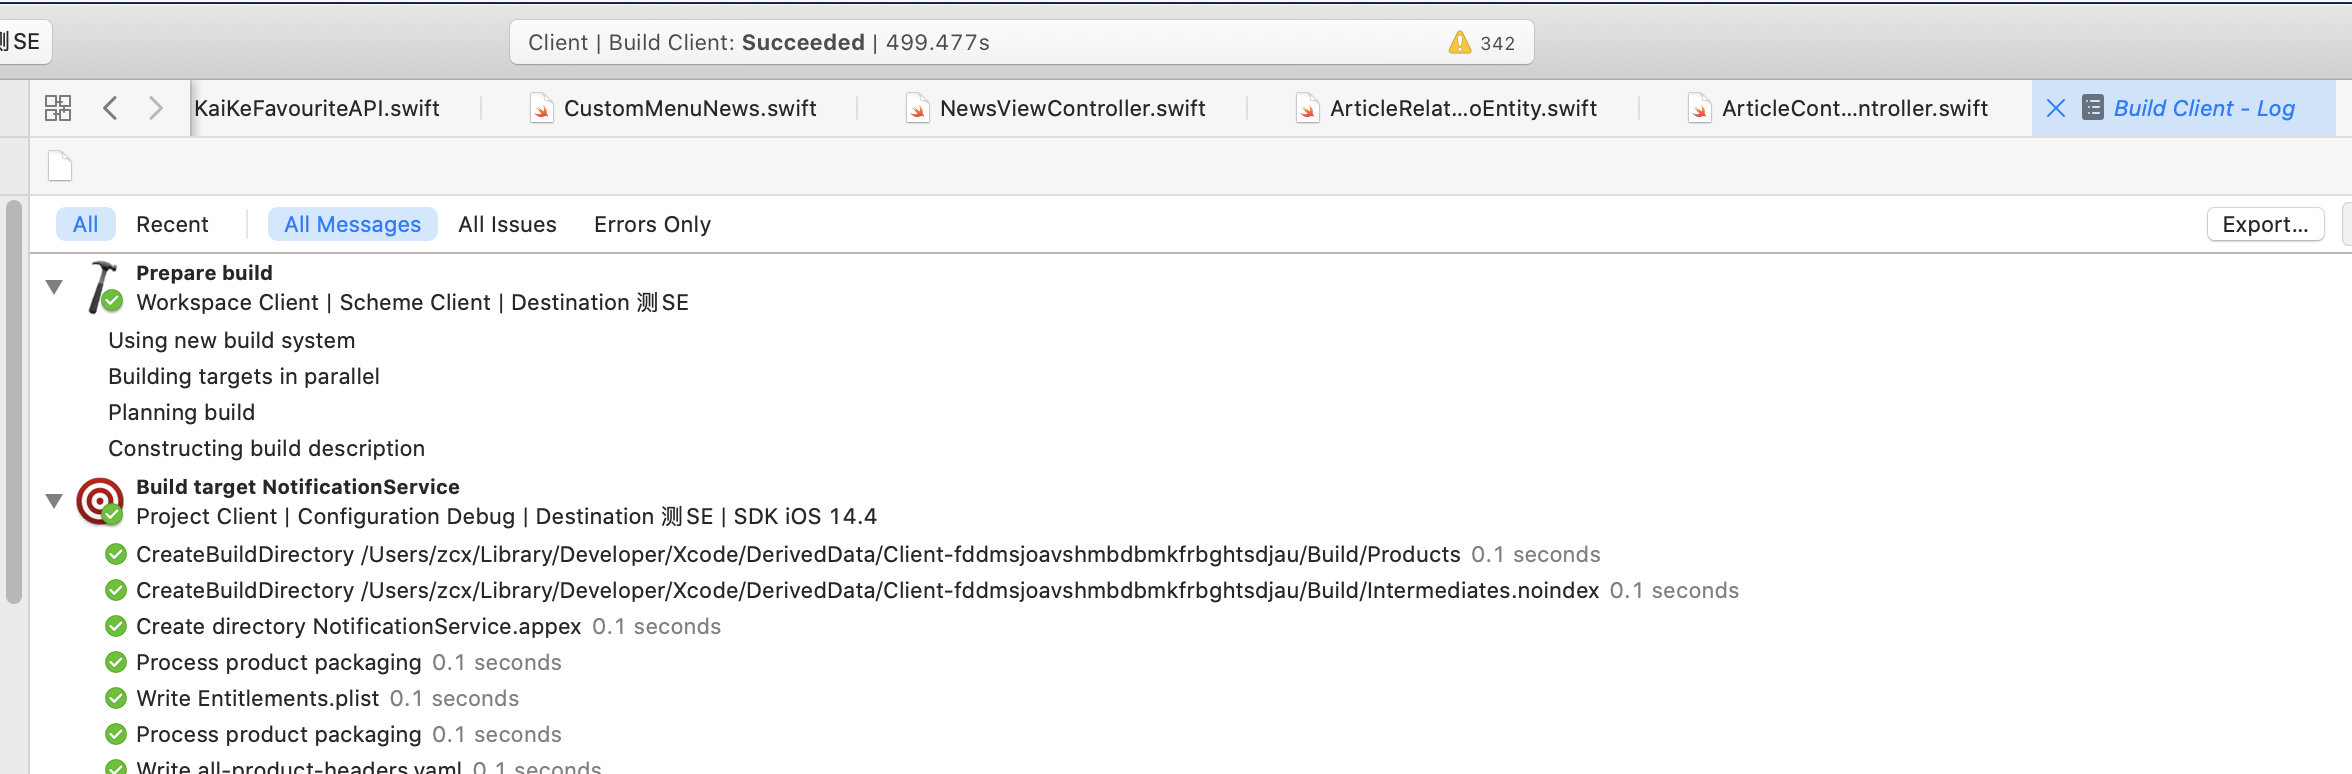 测SE
Client | Build Client: Succeeded | 499.477s
342
KaiKeFavouriteAPI.swift
CustomMenuNews.swift
NewsViewController.swift
ArticleRelat...oEntity.swift
ArticleCont...ntroller.swift
Build Client - Log
All
Recent
All Messages
All Issues
Errors Only
Export...
Prepare build
Workspace Client | Scheme Client | Destination 测SE
Using new build system
Building targets in parallel
Planning build
Constructing build description
Build target NotificationService
Project Client | Configuration Debug | Destination 测SE | SDK iOS 14.4
CreateBuildDirectory /Users/zcx/Library/Developer/Xcode/DerivedData/Client-fddmsjoavshmbdbmkfrbghtsdjau/Build/Products 0.1 seconds
CreateBuildDirectory /Users/zcx/Library/Developer/Xcode/DerivedData/Client-fddmsjoavshmbdbmkfrbghtsdjau/Build/Intermediates.noindex 0.1 seconds
Create directory NotificationService.appex 0.1 seconds
Process product packaging 0.1 seconds
Write Entitlements.plist 0.1 seconds
Process product packaging 0.1 seconds
Write all-product-headers.yaml 0.1 seconds